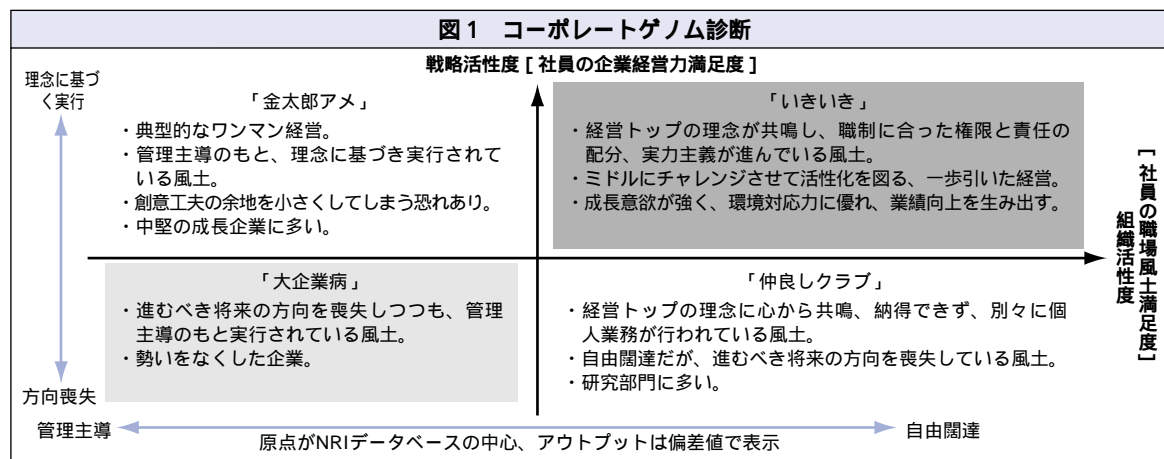 図1 コーポレートゲノム診断
戦略活性度[社員の企業経営力満足度]
理念に基づ
く実行
「金太郎アメ」
・典型的なワンマン経営。
・管理主導のもと、理念に基づき実行されて
いる風土。
・創意工夫の余地を小さくしてしまう恐れあり。
・中堅の成長企業に多い。
「いきいき」
・経営トップの理念が共鳴し、職制に合った権限と責任の
配分、実力主義が進んでいる風土。
・ミドルにチャレンジさせて活性化を図る、一歩引いた経営。
・成長意欲が強く、環境対応力に優れ、業績向上を生み出す。
[社員の職場風土満足度]
組織活性度
「大企業病」
・進むべき将来の方向を喪失しつつも、管理
主導のもと実行されている風土。
・勢いをなくした企業。
「仲良しクラブ」
・経営トップの理念に心から共鳴、納得できず、別々に個
人業務が行われている風土。
・自由闊達だが、進むべき将来の方向を喪失している風土。
・研究部門に多い。
方向喪失
管理主導
自由闊達
原点がNRIデータベースの中心、アウトプットは偏差値で表示